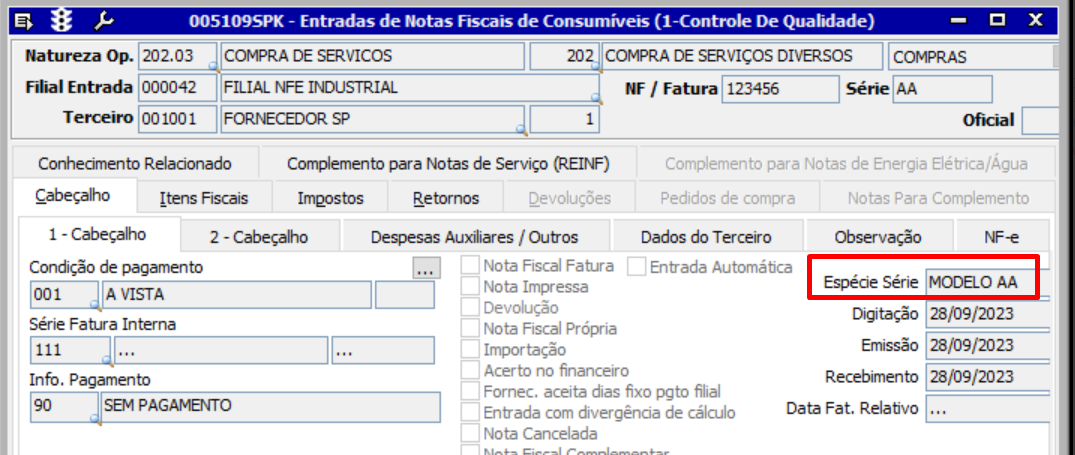 005109SPK - Entradas de Notas Fiscais de Consumíveis (1-Controle De Qualidade)
Natureza Op. 202.03 COMPRA DE SERVICOS 202 COMPRA DE SERVIÇOS DIVERSOS COMPRAS
Filial Entrada 000042 FILIAL NFE INDUSTRIAL NF / Fatura 123456 Série AA
Terceiro 001001 FORNECEDOR SP 1 Oficial
Conhecimento Relacionado Complemento para Notas de Serviço (REINF) Complemento para Notas de Energia Elétrica/Água
Cabeçalho Itens Fiscais Impostos Retornos Devoluções Pedidos de compra Notas Para Complemento
1 - Cabeçalho 2 - Cabeçalho Despesas Auxiliares / Outros Dados do Terceiro Observação NF-e
Condição de pagamento ...
001 A VISTA
Série Fatura Interna
111 ... ...
Info. Pagamento
90 SEM PAGAMENTO
Nota Fiscal Fatura Entrada Automática
Nota Impressa
Devolução
Nota Fiscal Própria
Importação
Acerto no financeiro
Fornec. aceita dias fixo pgto filial
Entrada com divergência de cálculo
Nota Cancelada
Nota Fiscal Complementar
Espécie Série MODELO AA
Digitação 28/09/2023
Emissão 28/09/2023
Recebimento 28/09/2023
Data Fat. Relativo ...